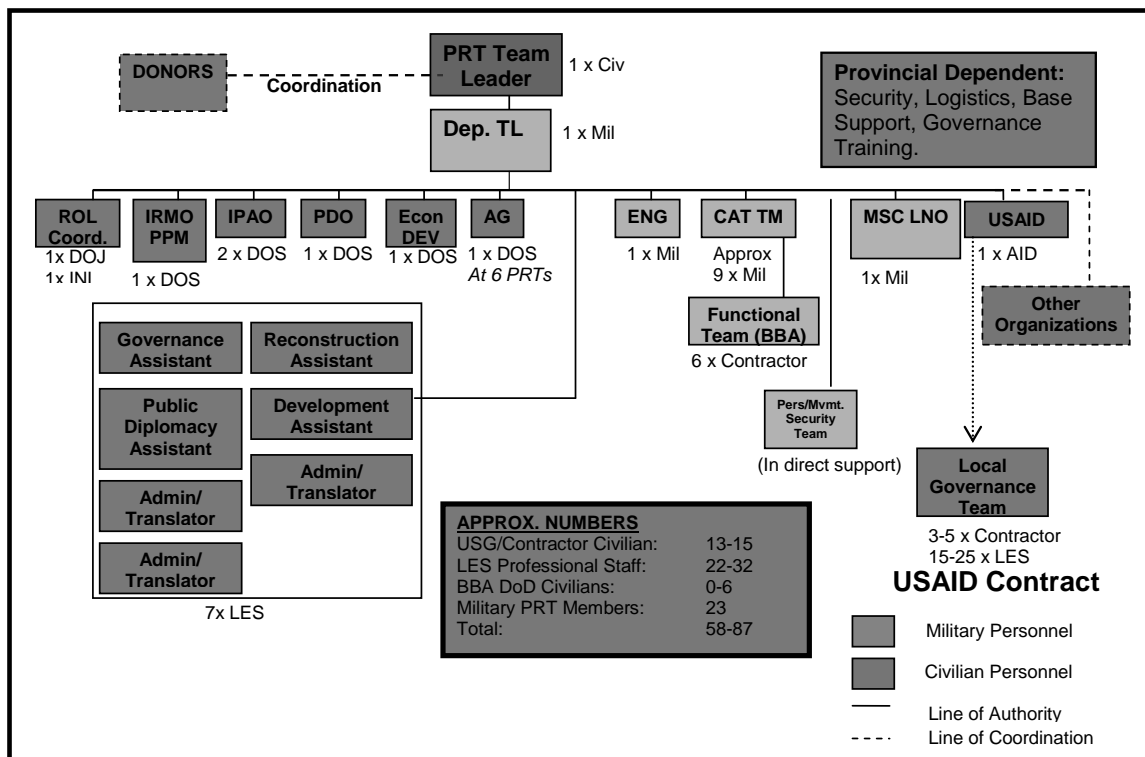 DONORS
Coordination
PRT Team
Leader
1 x Civ
Provincial Dependent:
Security, Logistics, Base
Support, Governance
Training.
Dep. TL
1 x Mil
ROL
Coord.
1x DOJ
1x INL
IRMO
PPM
1 x DOS
IPAO
2 x DOS
PDO
1 x DOS
Econ
DEV
1 x DOS
AG
1 x DOS
At 6 PRTs
ENG
1 x Mil
CAT TM
Approx
9 x Mil
Functional
Team (BBA)
6 x Contractor
MSC LNO
1x Mil
USAID
1 x AID
Other
Organizations
Pers/Mvmt.
Security
Team
(In direct support)
Local
Governance
Team
3-5 x Contractor
15-25 x LES
USAID Contract
Governance
Assistant
Reconstruction
Assistant
Public
Diplomacy
Assistant
Development
Assistant
Admin/
Translator
Admin/
Translator
Admin/
Translator
7x LES
APPROX. NUMBERS
USG/Contractor Civilian: 13-15
LES Professional Staff: 22-32
BBA DoD Civilians: 0-6
Military PRT Members: 23
Total: 58-87
Military Personnel
Civilian Personnel
Line of Authority
Line of Coordination